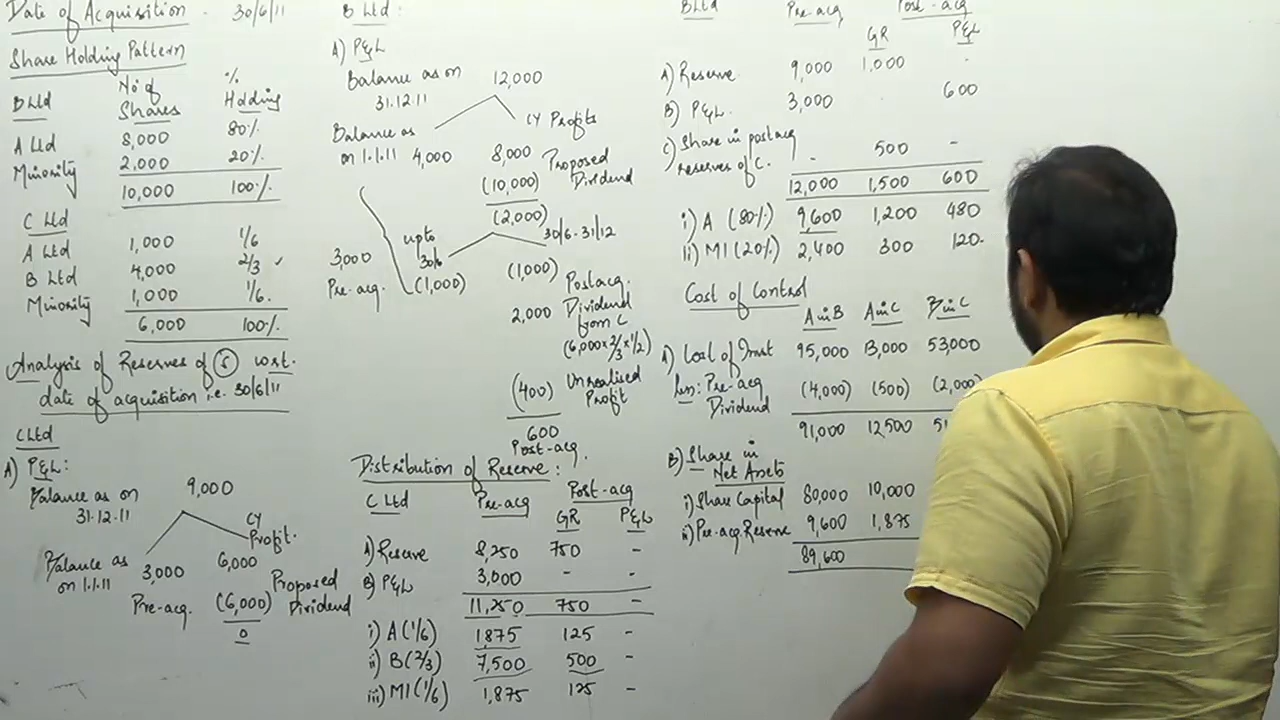 Date of Acquisition - 30/6/11
Share Holding Pattern
B Ltd No of Shares % Holding
A Ltd 8,000 80%
Minority 2,000 20%
10,000 100%
C Ltd
A Ltd 1,000 1/6
B Ltd 4,000 2/3 ✓
Minority 1,000 1/6.
6,000 100%
Analysis of Reserves of (S) w.r.t.
date of acquisition i.e. 30/6/11
C Ltd
A) P&L:
Balance as on 9,000
31.12.11
CY
Profit.
Balance as 3,000 6,000
on 1.1.11
Pre-acq. (6,000) Proposed Dividend
0
B Ltd:
A) P&L
Balance as on 12,000
31.12.11
CY Profits
Balance as
on 1.1.11 4,000 8,000
(10,000) Proposed Dividend
(2,000)
upto 30/6 30/6-31/12
3,000 (1,000) (1,000)
Pre-acq. Postacq.
2,000 Dividend from C
(6,000 x 2/3 x 1/2)
(400) Unrealised Profit
600
Post-acq.
Distribution of Reserve:
C Ltd Pre-acq Post-acq
GR P&L
A) Reserve 8,250 750 -
B) P&L 3,000 - -
11,250 750 -
i) A (1/6) 1,875 125 -
ii) B (2/3) 7,500 500 -
iii) MI (1/6) 1,875 125 -
B Ltd Pre-acq Post-acq
GR P&L
A) Reserve 9,000 1,000 -
B) P&L. 3,000 . 600
C) Share in postacq
reserves of C. - 500 -
12,000 1,500 600
i) A (80%) 9,600 1,200 480
ii) MI (20%) 2,400 300 120.
Cost of Control
A in B A in C B in C
A) Cost of Invst 95,000 13,000 53,000
Less: Pre-acq Dividend (4,000) (500) (2,000)
91,000 12500 5
B) Share in
Net Assets
i) Share Capital 80,000 10,000
ii) Pre-acq. Reserve 9,600 1,875
89,600